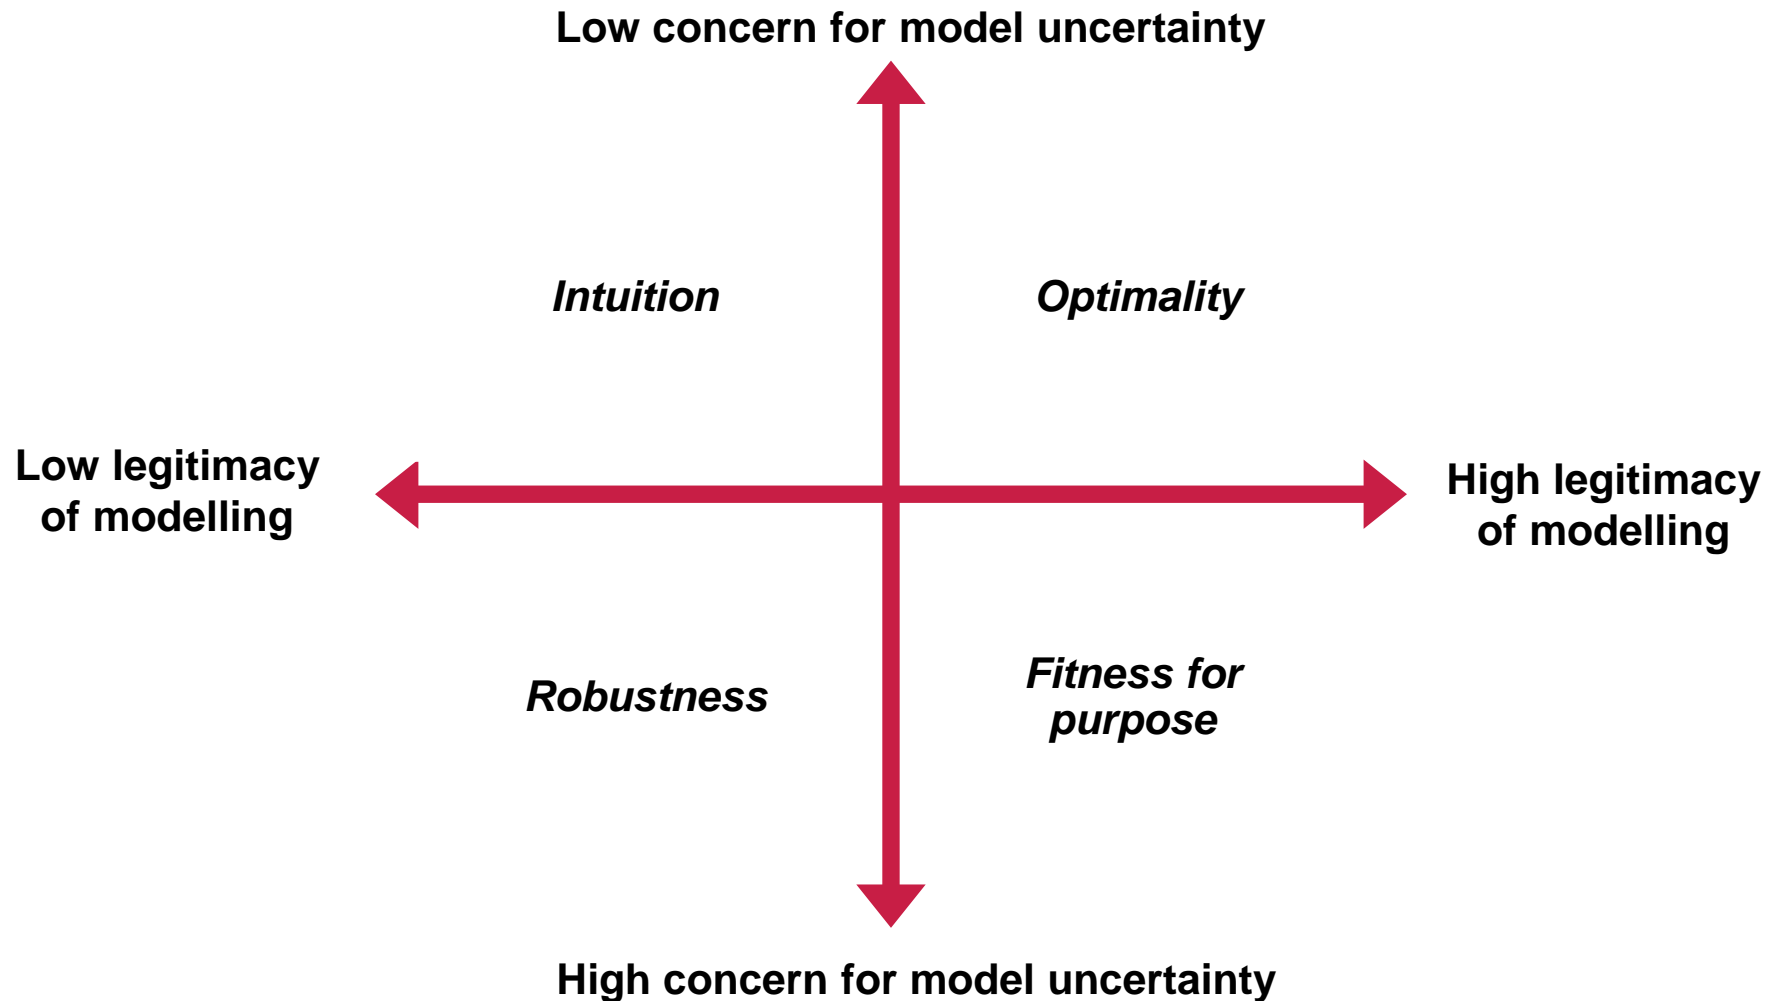 Low concern for model uncertainty
Intuition
Optimality
Low legitimacy
of modelling
High legitimacy
of modelling
Robustness
Fitness for
purpose
High concern for model uncertainty